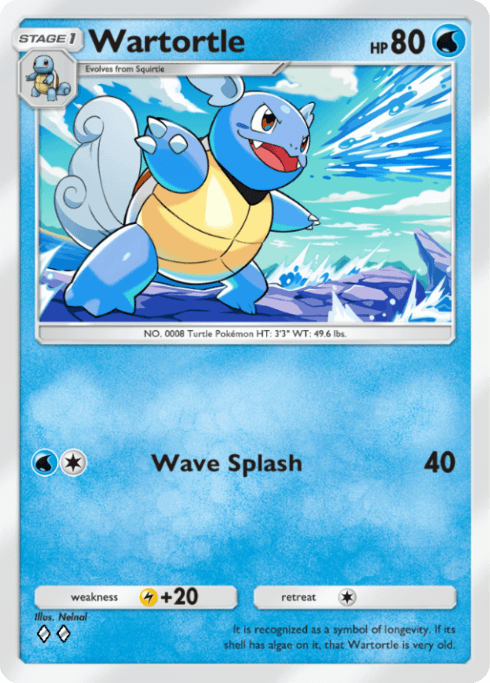 STAGE 1
Wartortle
HP 80
Evolves from Squirtle
NO. 0008 Turtle Pokémon HT: 3'3" WT: 49.6 lbs.
Wave Splash 40
weakness +20 retreat
Illus. Neinal
It is recognized as a symbol of longevity. If its
shell has algae on it, that Wartortle is very old.